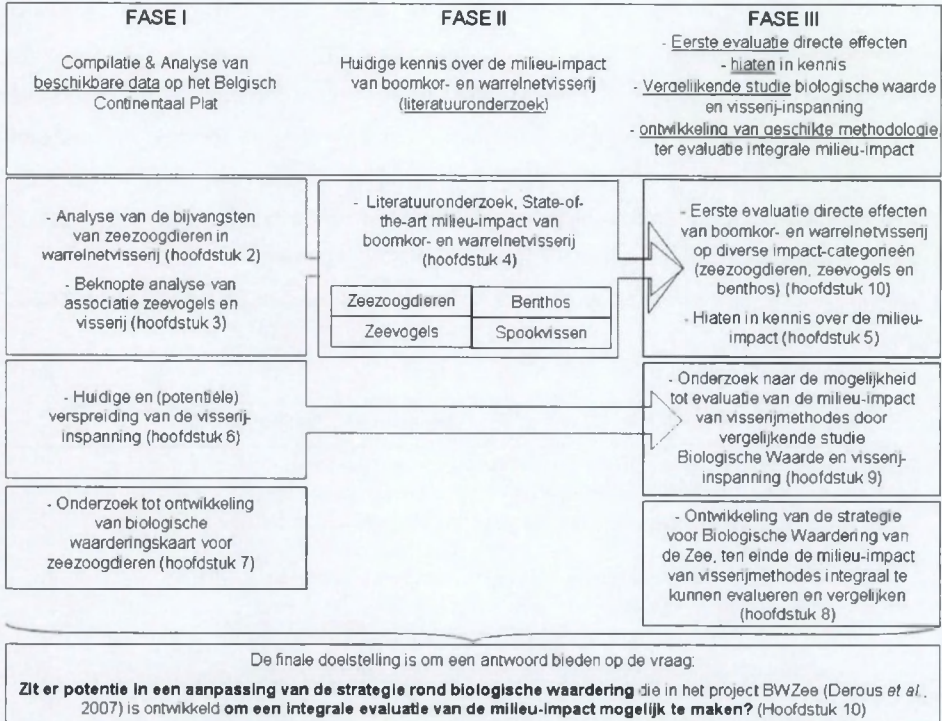 FASE I
Compilatie & Analyse van
beschikbare data op het Belgisch
Continentaal Plat
FASE II
Huidige kennis over de milieu-impact
van boomkor- en warrelnetvisserij
(literatuuronderzoek)
FASE III
- Eerste evaluatie directe effecten
- hiaten in kennis
- Vergelijkende studie biologische waarde
en visserij-inspanning
- ontwikkeling van geschikte methodologie
ter evaluatie integrale milieu-impact
- Analyse van de bijvangsten
van zeezoogdieren in
warrelnetvisserij (hoofdstuk 2)
- Beknopte analyse van
associatie zeevogels en
visserij (hoofdstuk 3)
- Literatuuronderzoek, State-of-
the-art milieu-impact van
boomkor- en warrelnetvisserij
(hoofdstuk 4)
Zeezoogdieren
Benthos
Zeevogels
Spookvissen
- Eerste evaluatie directe effecten
van boomkor- en warrelnetvisserij
op diverse impact-categorieën
(zeezoogdieren, zeevogels en
benthos) (hoofdstuk 10)
- Hiaten in kennis over de milieu-
impact (hoofdstuk 5)
- Huidige en (potentiële)
verspreiding van de visserij-
inspanning (hoofdstuk 6)
- Onderzoek naar de mogelijkheid
tot evaluatie van de milieu-impact
van visserijmethodes door
vergelijkende studie
Biologische Waarde en visserij-
inspanning (hoofdstuk 9)
- Onderzoek tot ontwikkeling
van biologische
waarderingskaart voor
zeezoogdieren (hoofdstuk 7)
- Ontwikkeling van de strategie
voor Biologische Waardering van
de Zee, ten einde de milieu-impact
van visserijmethodes integraal te
kunnen evalueren en vergelijken
(hoofdstuk 8)
De finale doelstelling is om een antwoord bieden op de vraag:
Zit er potentie in een aanpassing van de strategie rond biologische waardering die in het project BWZee (Derous et al.,
2007) is ontwikkeld om een integrale evaluatie van de milieu-impact mogelijk te maken? (Hoofdstuk 10)